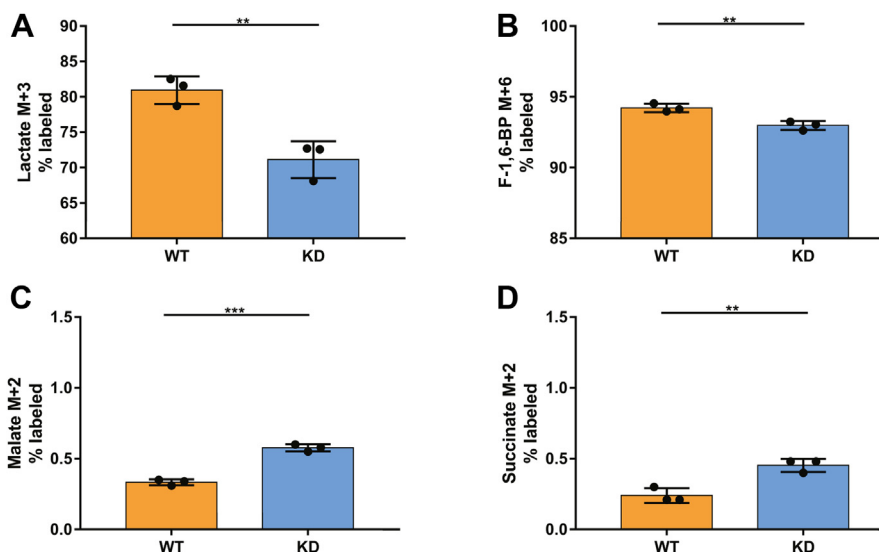 A
Lactate M+3
% labeled
90
85
80
75
70
65
60
**
WT
KD
B
F-1,6-BP M+6
% labeled
100
95
90
85
**
WT
KD
C
Malate M+2
% labeled
1.5
1.0
0.5
0.0
***
WT
KD
D
Succinate M+2
% labeled
1.5
1.0
0.5
0.0
**
WT
KD